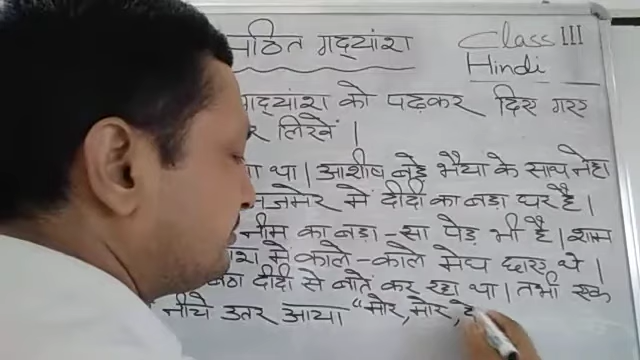 पठित गद्यांश Class III
Hindi
गद्यांश को पढ़कर दिए गए
लिखें ।
था । आशीष बड़े भैया के साथ नेहा
अजमेर में दीदी का बड़ा घर है ।
नीम का बड़ा-सा पेड़ भी है । शाम
में काले-काले मेघ छाए थे ।
बैठा दीदी से बातें कर रहा था । तभी एक
नीचे उतर आया "मोर, मोर,